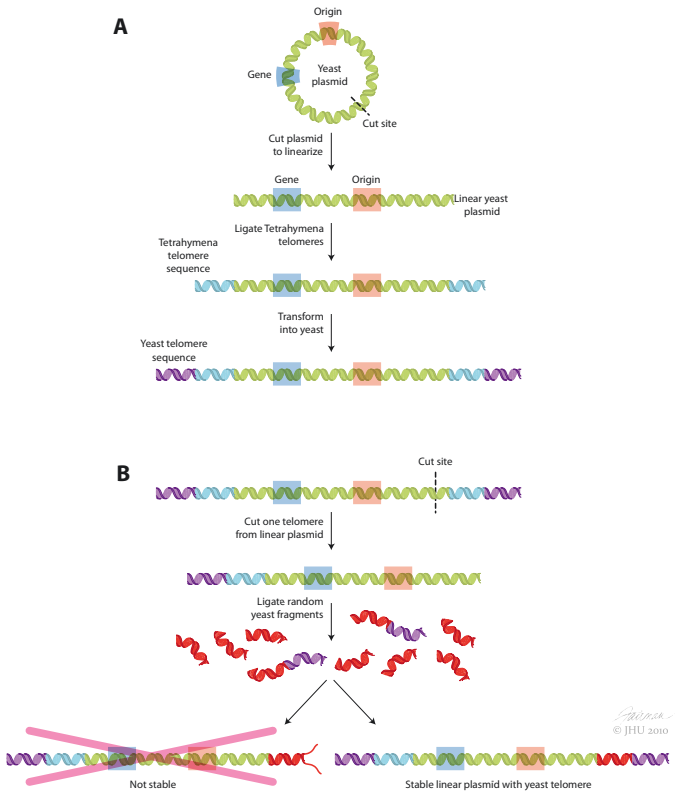 A
Origin
Gene
Yeast
plasmid
Cut site
Cut plasmid
to linearize
Gene
Origin
Linear yeast
plasmid
Ligate Tetrahymena
telomeres
Tetrahymena
telomere
sequence
Transform
into yeast
Yeast telomere
sequence
B
Cut site
Cut one telomere
from linear plasmid
Ligate random
yeast fragments
© JHU 2010
Not stable
Stable linear plasmid with yeast telomere